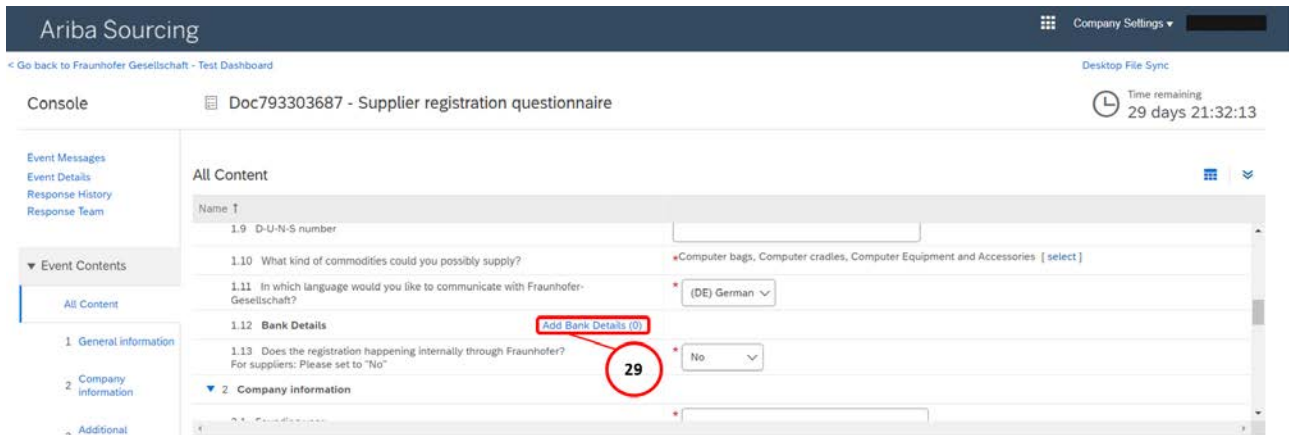 Ariba Sourcing
Company Settings ▾
< Go back to Fraunhofer Gesellschaft - Test Dashboard
Desktop File Sync
Console
Doc793303687 - Supplier registration questionnaire
Time remaining
29 days 21:32:13
Event Messages
Event Details
Response History
Response Team
All Content
Name ↑
1.9 D-U-N-S number
▼ Event Contents
1.10 What kind of commodities could you possibly supply?
*Computer bags, Computer cradles, Computer Equipment and Accessories [ select ]
1.11 In which language would you like to communicate with Fraunhofer-
Gesellschaft?
* (DE) German
All Content
1.12 Bank Details
Add Bank Details (0)
1 General information
1.13 Does the registration happening internally through Fraunhofer?
For suppliers: Please set to "No"
* No
29
2 Company
information
▼ 2 Company information
Additional